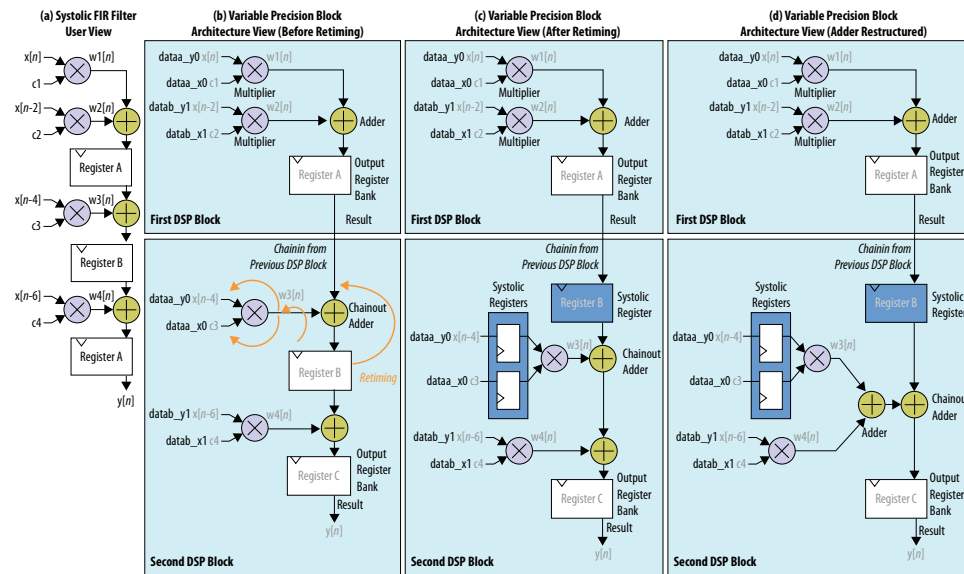 (a) Systolic FIR Filter
User View
x[n]
c1
w1[n]
x[n-2]
c2
w2[n]
Register A
x[n-4]
c3
w3[n]
Register B
x[n-6]
c4
w4[n]
Register A
y[n]
(b) Variable Precision Block
Architecture View (Before Retiming)
dataa_y0 x[n]
dataa_x0 c1
w1[n]
Multiplier
datab_y1 x[n-2]
datab_x1 c2
w2[n]
Multiplier
Adder
Register A
Output
Register
Bank
Result
First DSP Block
Chainin from
Previous DSP Block
dataa_y0 x[n-4]
dataa_x0 c3
w3[n]
Chainout
Adder
Register B
Retiming
datab_y1 x[n-6]
datab_x1 c4
w4[n]
Register C
Output
Register
Bank
Result
y[n]
Second DSP Block
(c) Variable Precision Block
Architecture View (After Retiming)
dataa_y0 x[n]
dataa_x0 c1
w1[n]
Multiplier
datab_y1 x[n-2]
datab_x1 c2
w2[n]
Multiplier
Adder
Register A
Output
Register
Bank
Result
First DSP Block
Chainin from
Previous DSP Block
Systolic
Registers
Register B
Systolic
Register
dataa_y0 x[n-4]
dataa_x0 c3
w3[n]
Chainout
Adder
datab_y1 x[n-6]
datab_x1 c4
w4[n]
Register C
Output
Register
Bank
Result
y[n]
Second DSP Block
(d) Variable Precision Block
Architecture View (Adder Restructured)
dataa_y0 x[n]
dataa_x0 c1
w1[n]
Multiplier
datab_y1 x[n-2]
datab_x1 c2
w2[n]
Multiplier
Adder
Register A
Output
Register
Bank
Result
First DSP Block
Chainin from
Previous DSP Block
Systolic
Registers
Register B
Systolic
Register
dataa_y0 x[n-4]
dataa_x0 c3
w3[n]
Adder
Chainout
Adder
datab_y1 x[n-6]
datab_x1 c4
w4[n]
Register C
Output
Register
Bank
Result
y[n]
Second DSP Block